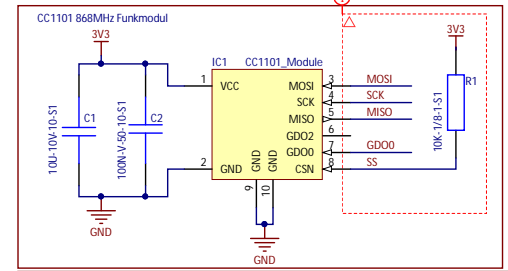 CC1101 868MHz Funkmodul
3V3
3V3
IC1 CC1101_Module
1 VCC
MOSI 3 MOSI
SCK 4 SCK
MISO 5 MISO
GDO2 6
GDO0 7 GDO0
CSN 8 SS
2 GND
GND
GND
9
10
C1
10U-10V-10-S1
C2
100N-V-50-10-S1
R1
10K-1/8-1-S1
GND
GND